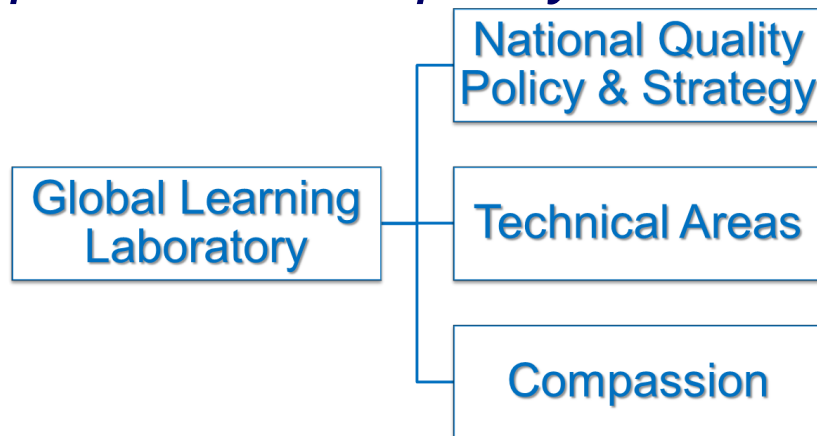 Global Learning
Laboratory
National Quality
Policy & Strategy
Technical Areas
Compassion